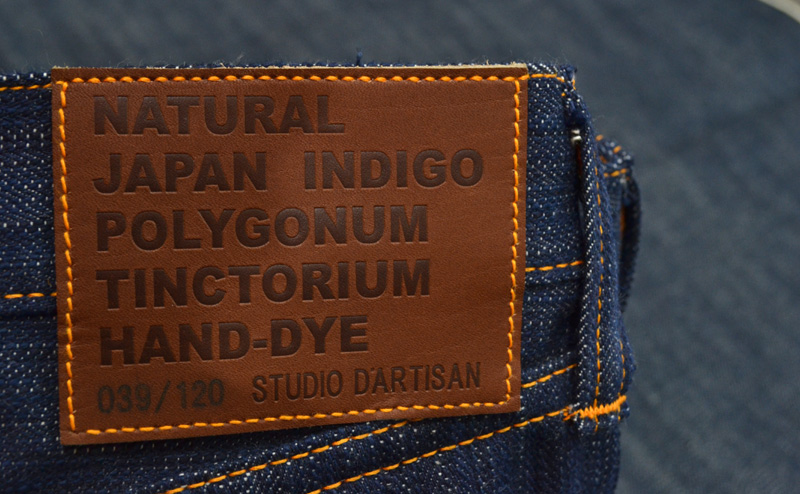 NATURAL
JAPAN INDIGO
POLYGONUM
TINCTORIUM
HAND-DYE
039/120 STUDIO D'ARTISAN